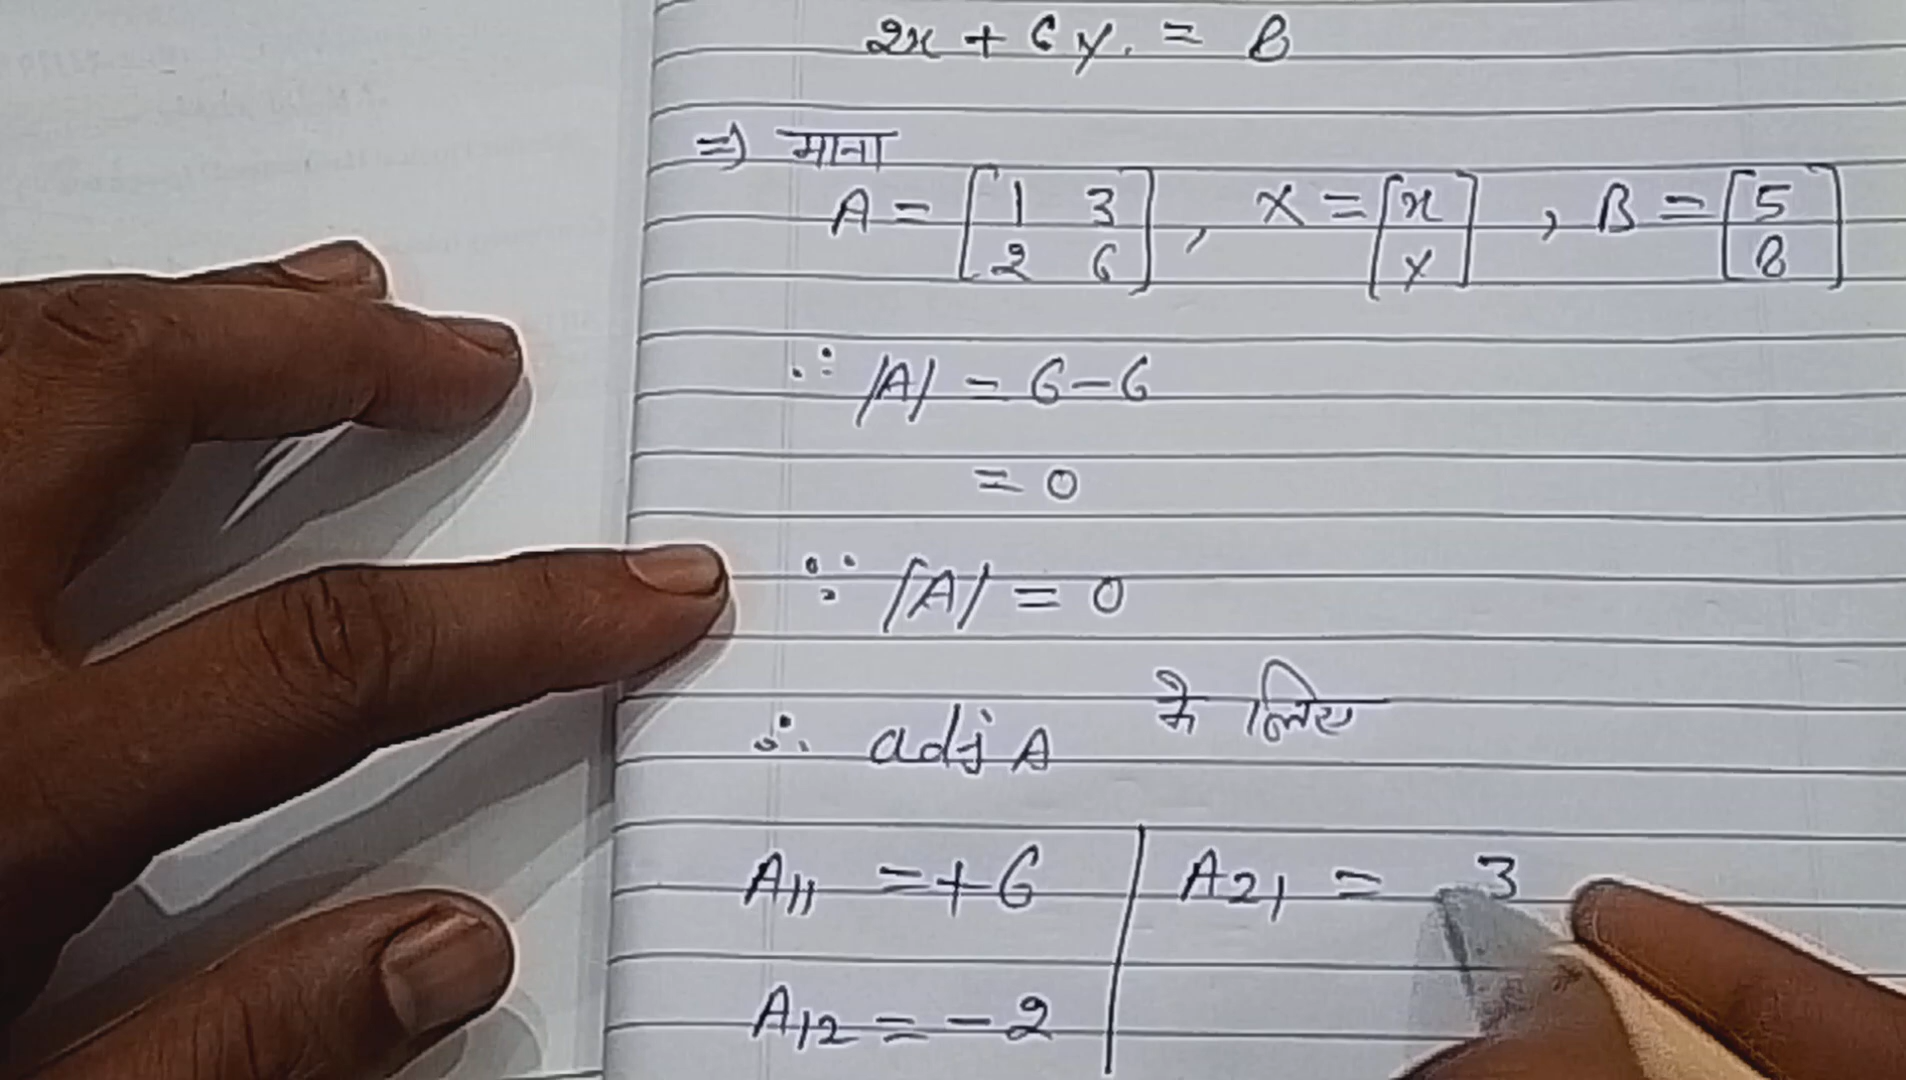 2x + 6y = 8
⇒ माना
A = [1 3 2 6], X = [x y], B = [5 8]
∴ |A| = 6 - 6
= 0
∵ |A| = 0
∴ adj A के लिए
A11 = +6 A21 = 3
A12 = -2